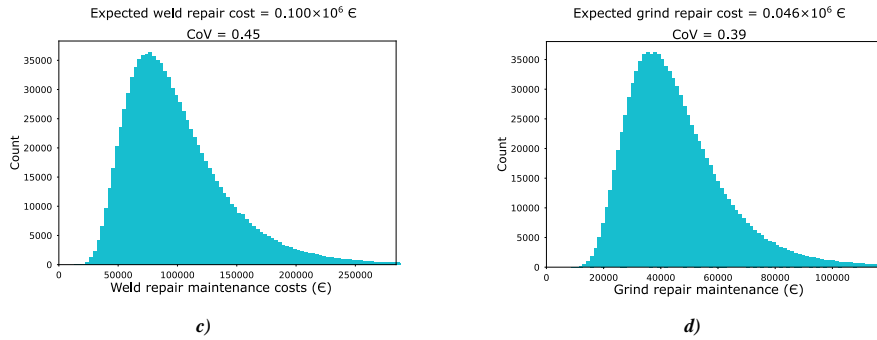 Expected weld repair cost = 0.100×10⁶ €
CoV = 0.45
35000
30000
25000
20000
15000
10000
5000
0
Count
0 50000 100000 150000 200000 250000
Weld repair maintenance costs (€)
c)
Expected grind repair cost = 0.046×10⁶ €
CoV = 0.39
35000
30000
25000
20000
15000
10000
5000
0
Count
20000 40000 60000 80000 100000
Grind repair maintenance (€)
d)